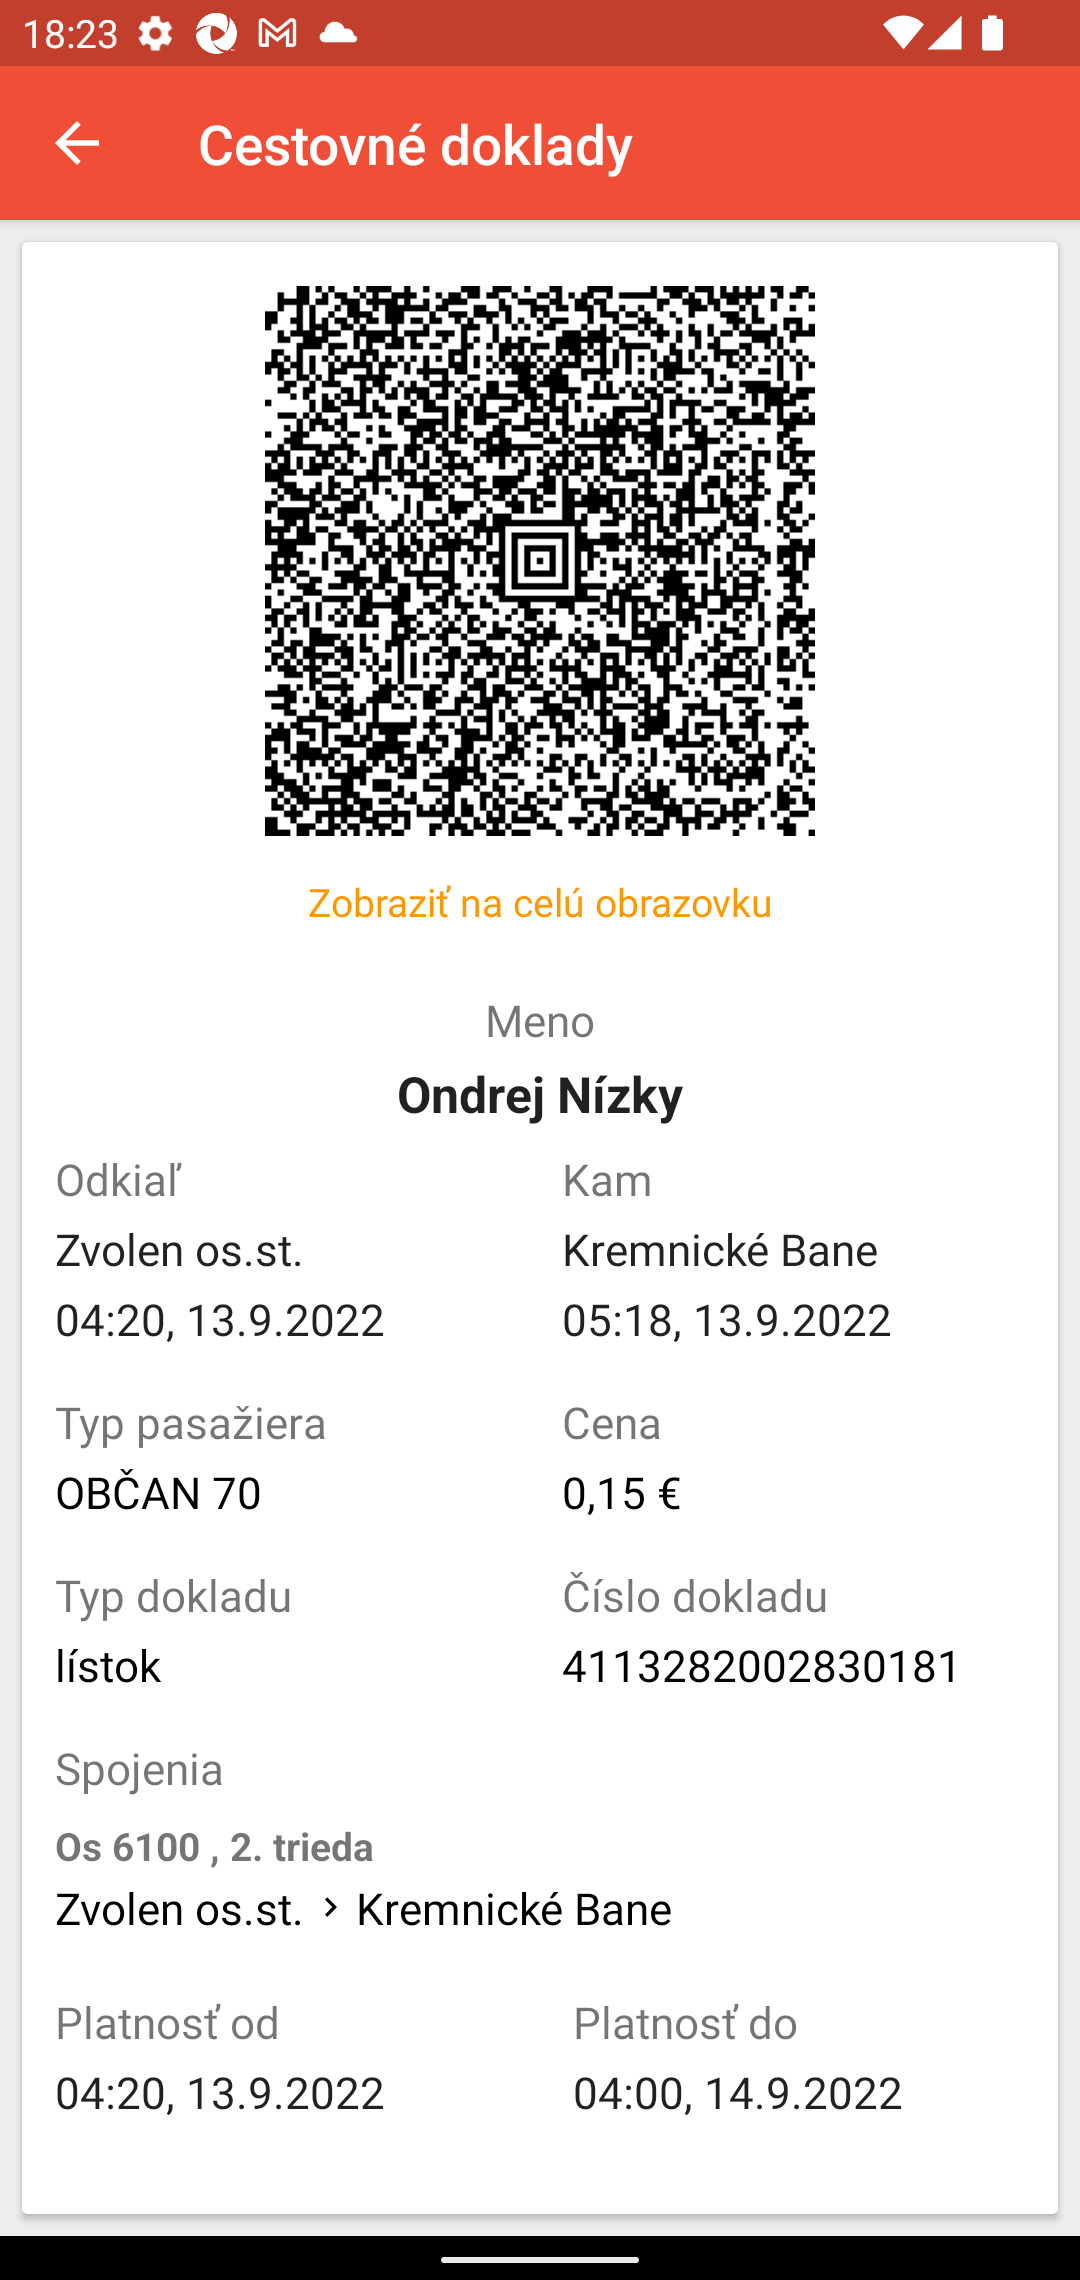 18:23
Cestovné doklady
Zobraziť na celú obrazovku
Meno
Ondrej Nízky
Odkiaľ
Kam
Zvolen os.st.
Kremnické Bane
04:20, 13.9.2022
05:18, 13.9.2022
Typ pasažiera
Cena
OBČAN 70
0,15 €
Typ dokladu
Číslo dokladu
lístok
4113282002830181
Spojenia
Os 6100 , 2. trieda
Zvolen os.st. > Kremnické Bane
Platnosť od
Platnosť do
04:20, 13.9.2022
04:00, 14.9.2022